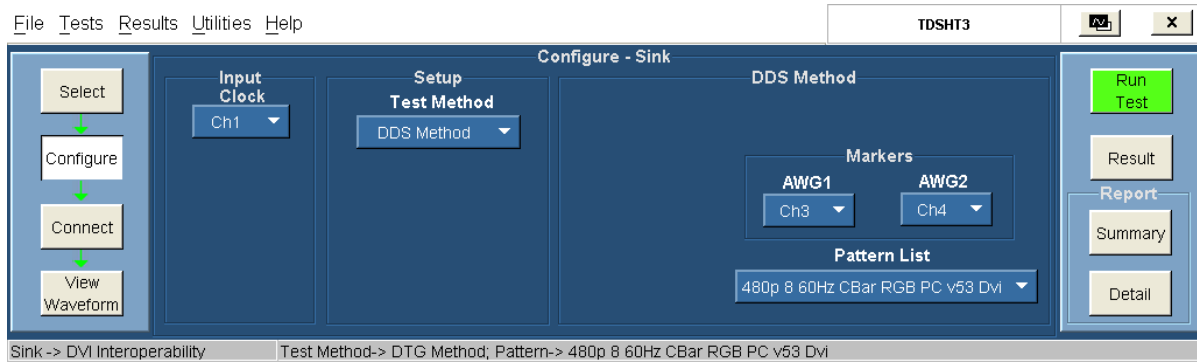 File Tests Results Utilities Help
TDSHT3
x
Configure - Sink
Select
Configure
Connect
View
Waveform
Input
Clock
Ch1
Setup
Test Method
DDS Method
DDS Method
Markers
AWG1
AWG2
Ch3
Ch4
Pattern List
480p 8 60Hz CBar RGB PC v53 Dvi
Run
Test
Result
Report
Summary
Detail
Sink -> DVI Interoperability
Test Method-> DTG Method; Pattern-> 480p 8 60Hz CBar RGB PC v53 Dvi